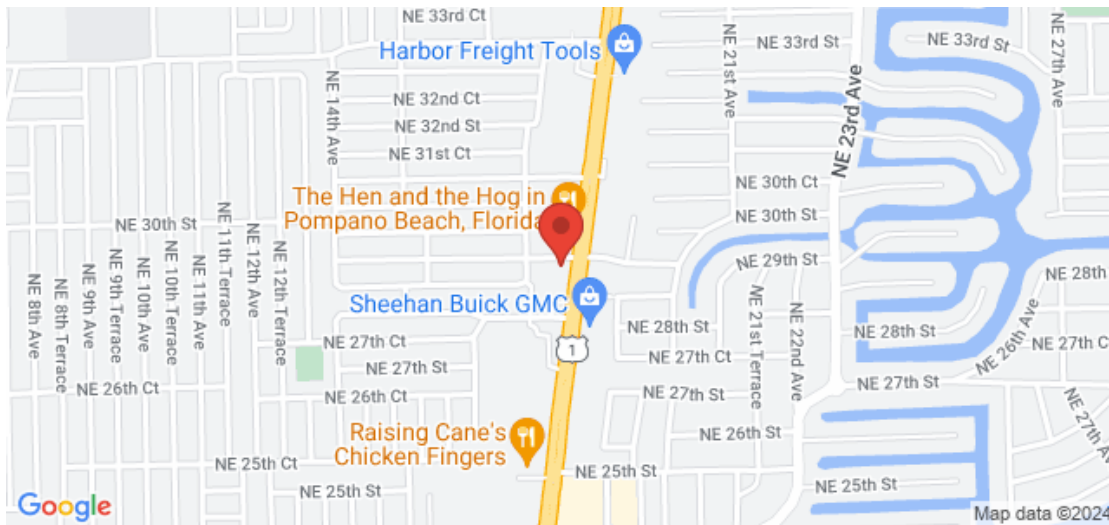 NE 33rd Ct
NE 33rd St
NE 33rd St
NE 27th Ave
Harbor Freight Tools
NE 21st Ave
NE 14th Ave
NE 32nd Ct
NE 32nd St
NE 31st Ct
NE 23rd Ave
NE 30th Ct
The Hen and the Hog in
Pompano Beach, Florida
NE 30th St
NE 30th St
NE 29th St
NE 8th Ave
NE 8th Terrace
NE 9th Ave
NE 9th Terrace
NE 10th Ave
NE 10th Terrace
NE 11th Ave
NE 11th Terrace
NE 12th Ave
NE 12th Terrace
NE 28th
Sheehan Buick GMC
NE 28th St
NE 21st Terrace
NE 22nd Ave
NE 28th St
NE 26th Ave
NE 27th Ct
1
NE 27th Ct
NE 27th Ct
NE 27th St
NE 26th Ct
NE 26th Ct
NE 27th St
NE 27th St
NE 27th Av
Raising Cane's
Chicken Fingers
NE 26th St
NE 25th Ct
NE 25th St
NE 25th St
NE 25th St
Google
Map data ©2024